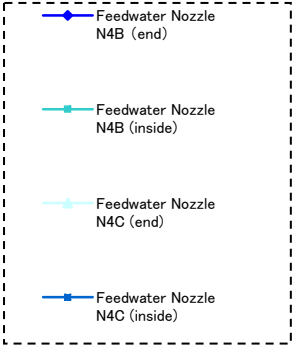 Feedwater Nozzle
N4B (end)
Feedwater Nozzle
N4B (inside)
Feedwater Nozzle
N4C (end)
Feedwater Nozzle
N4C (inside)